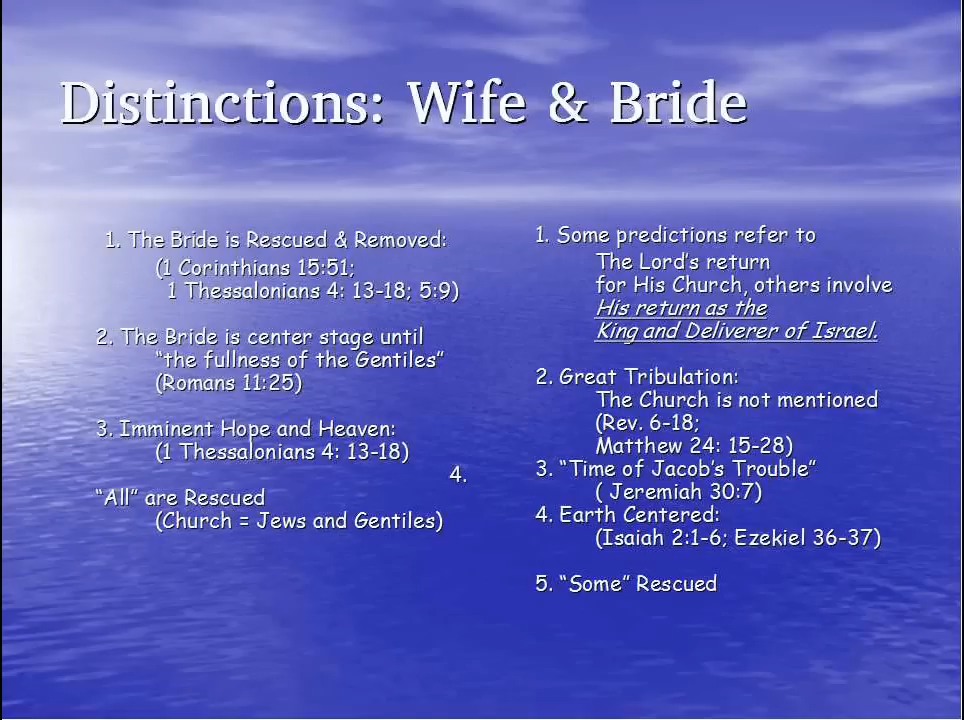 Distinctions: Wife & Bride
1. The Bride is Rescued & Removed:
(1 Corinthians 15:51;
1 Thessalonians 4: 13-18; 5:9)
2. The Bride is center stage until
“the fullness of the Gentiles”
(Romans 11:25)
3. Imminent Hope and Heaven:
(1 Thessalonians 4: 13-18)
4.
“All” are Rescued
(Church = Jews and Gentiles)
1. Some predictions refer to
The Lord’s return
for His Church, others involve
His return as the
King and Deliverer of Israel.
2. Great Tribulation:
The Church is not mentioned
(Rev. 6-18;
Matthew 24: 15-28)
3. “Time of Jacob’s Trouble”
( Jeremiah 30:7)
4. Earth Centered:
(Isaiah 2:1-6; Ezekiel 36-37)
5. “Some” Rescued